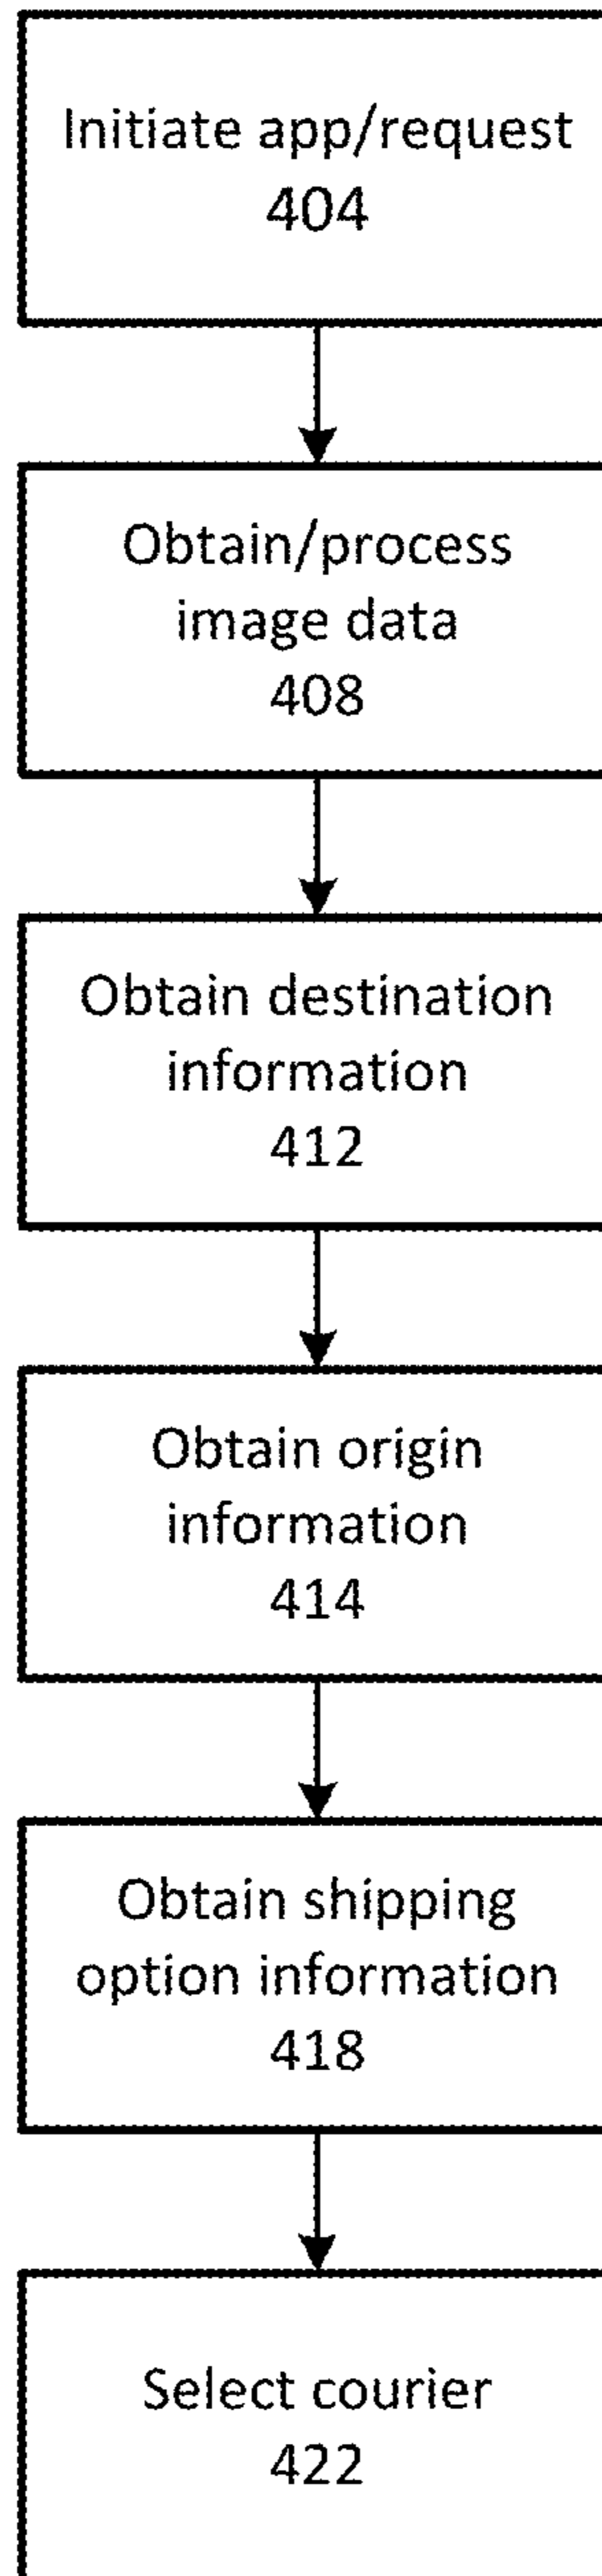 Initiate app/request
404
Obtain/process
image data
408
Obtain destination
information
412
Obtain origin
information
414
Obtain shipping
option information
418
Select courier
422